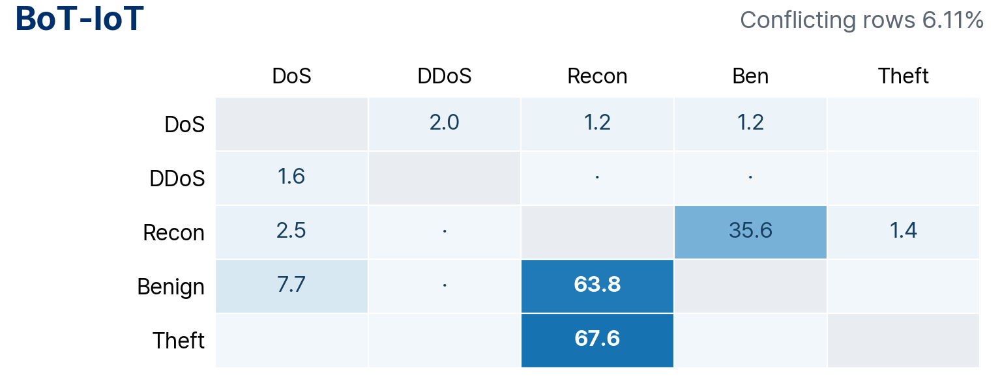 BoT-IoT Conflicting rows 6.11%
DoS DDoS Recon Ben Theft
DoS 2.0 1.2 1.2
DDoS 1.6 · ·
Recon 2.5 · 35.6 1.4
Benign 7.7 · 63.8
Theft 67.6